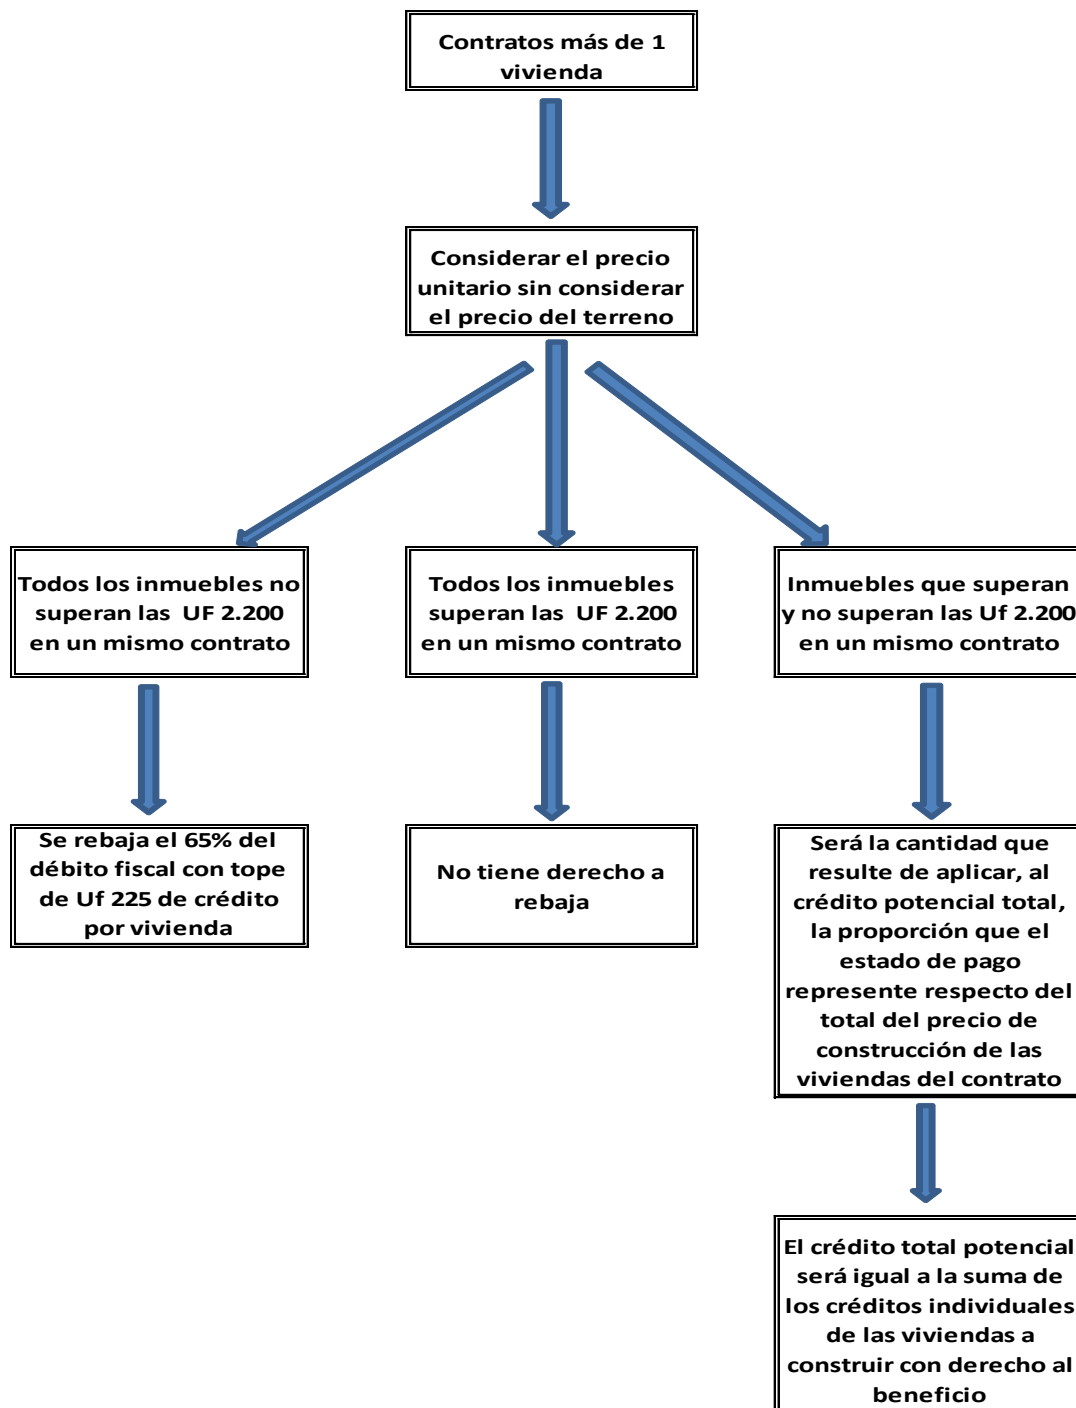 Contratos más de 1
vivienda
Considerar el precio
unitario sin considerar
el precio del terreno
Todos los inmuebles no
superan las UF 2.200
en un mismo contrato
Todos los inmuebles
superan las UF 2.200
en un mismo contrato
Inmuebles que superan
y no superan las Uf 2.200
en un mismo contrato
Se rebaja el 65% del
débito fiscal con tope
de Uf 225 de crédito
por vivienda
No tiene derecho a
rebaja
Será la cantidad que
resulte de aplicar, al
crédito potencial total,
la proporción que el
estado de pago
represente respecto del
total del precio de
construcción de las
viviendas del contrato
El crédito total potencial
será igual a la suma de
los créditos individuales
de las viviendas a
construir con derecho al
beneficio